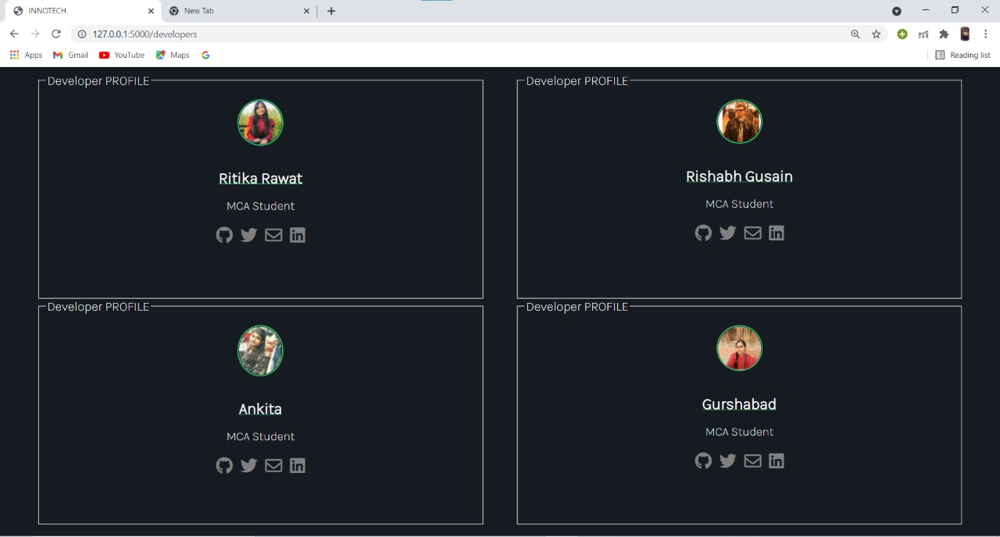 INNOTECH
New Tab
127.0.0.1:5000/developers
Apps
Gmail
YouTube
Maps
Reading list
Developer PROFILE
Ritika Rawat
MCA Student
Developer PROFILE
Rishabh Gusain
MCA Student
Developer PROFILE
Ankita
MCA Student
Developer PROFILE
Gurshabad
MCA Student